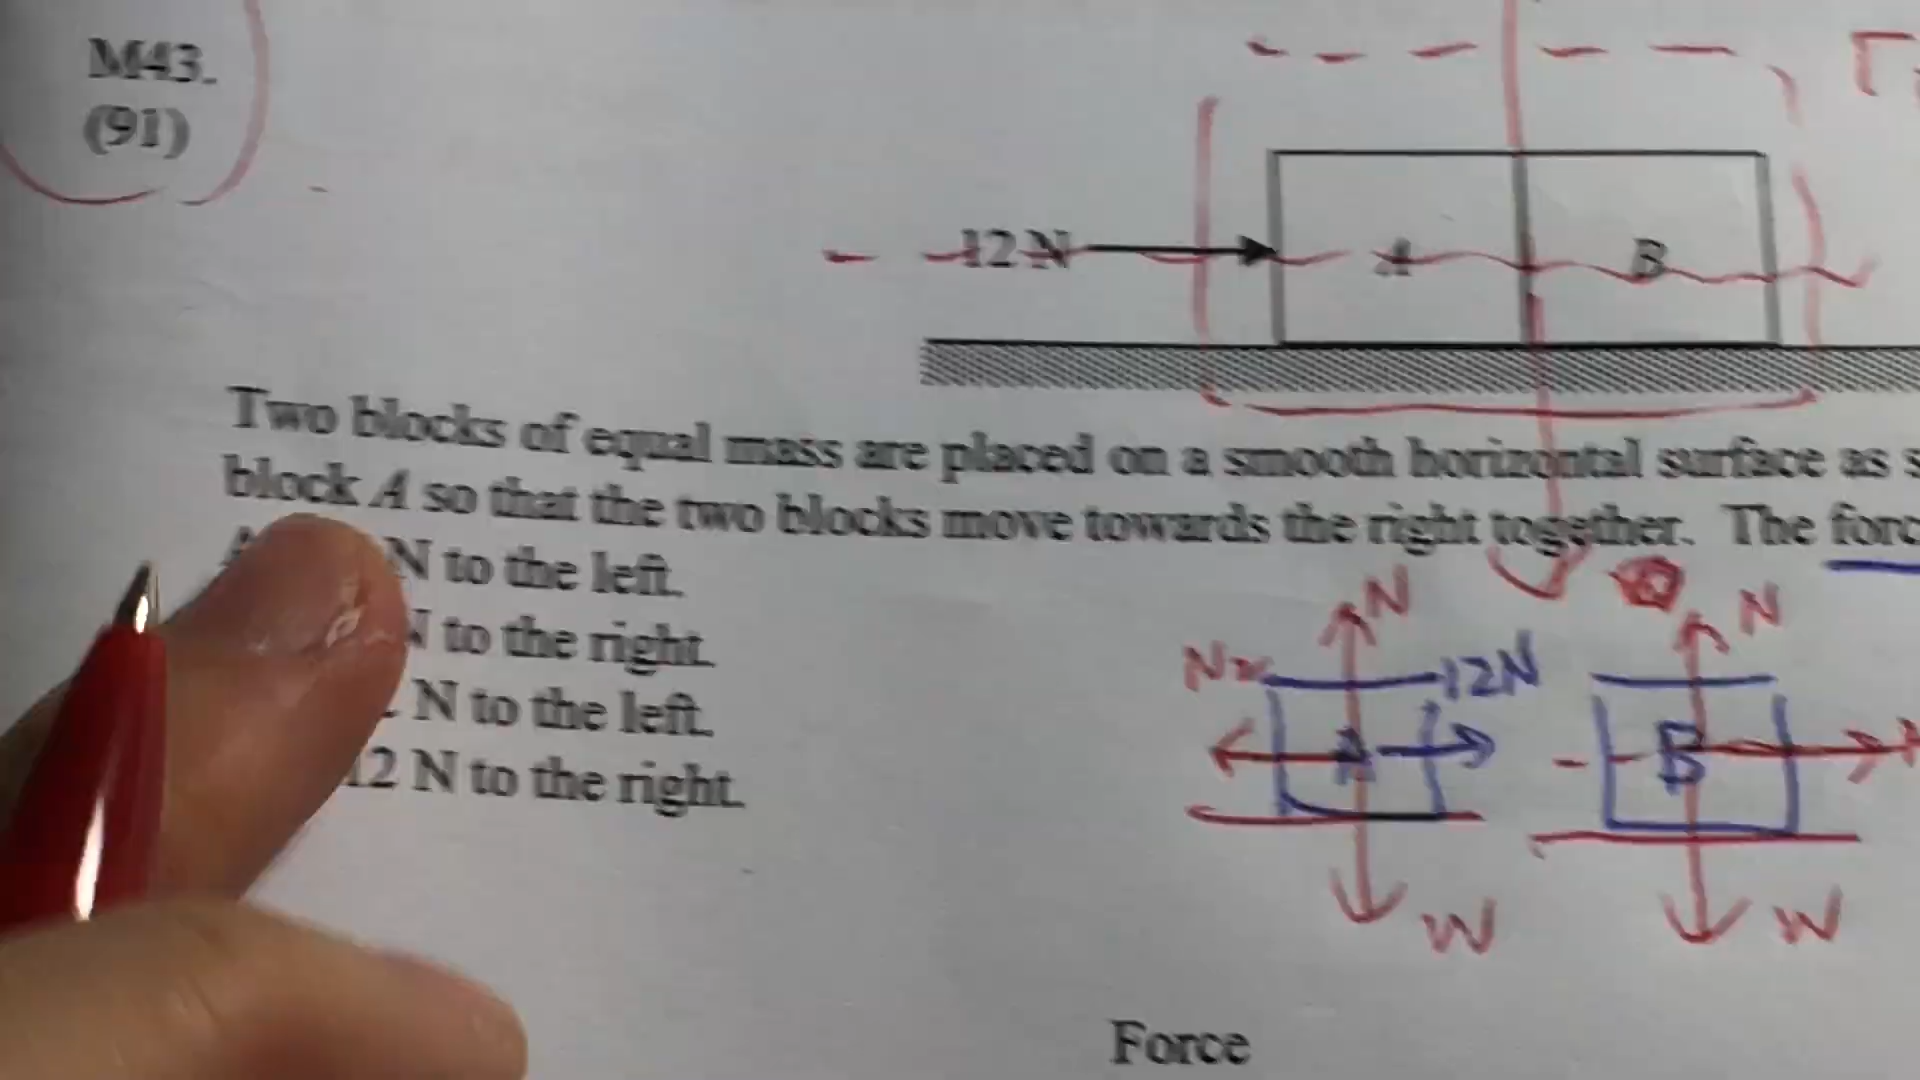 M43.
(91)
12 N
A
B
Two blocks of equal mass are placed on a smooth horizontal surface as
block A so that the two blocks move towards the right together. The forc
N to the left.
N to the right.
N to the left.
12 N to the right.
N
N
Nx
12N
A
B
W
W
Force